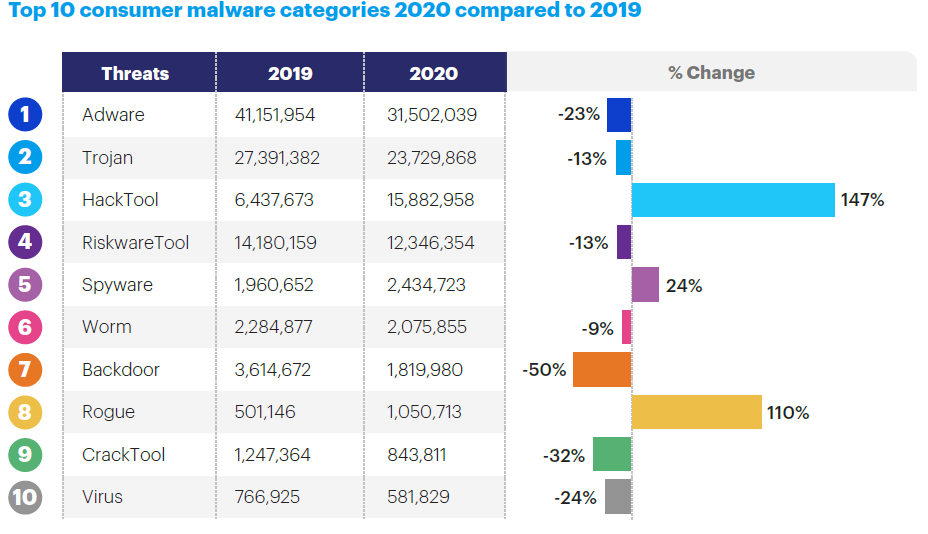 Top 10 consumer malware categories 2020 compared to 2019
Threats 2019 2020 % Change
1 Adware 41,151,954 31,502,039 -23%
2 Trojan 27,391,382 23,729,868 -13%
3 HackTool 6,437,673 15,882,958 147%
4 RiskwareTool 14,180,159 12,346,354 -13%
5 Spyware 1,960,652 2,434,723 24%
6 Worm 2,284,877 2,075,855 -9%
7 Backdoor 3,614,672 1,819,980 -50%
8 Rogue 501,146 1,050,713 110%
9 CrackTool 1,247,364 843,811 -32%
10 Virus 766,925 581,829 -24%